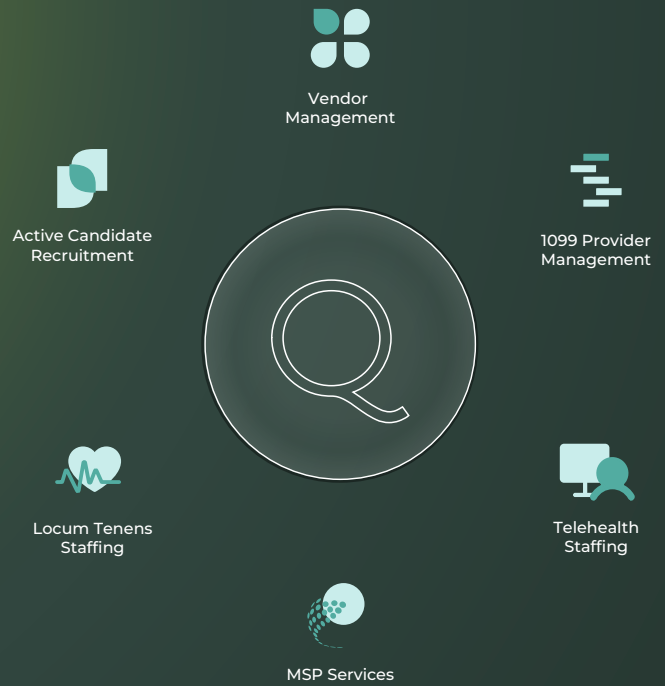 Vendor
Management
Active Candidate
Recruitment
1099 Provider
Management
Q
Locum Tenens
Staffing
Telehealth
Staffing
MSP Services